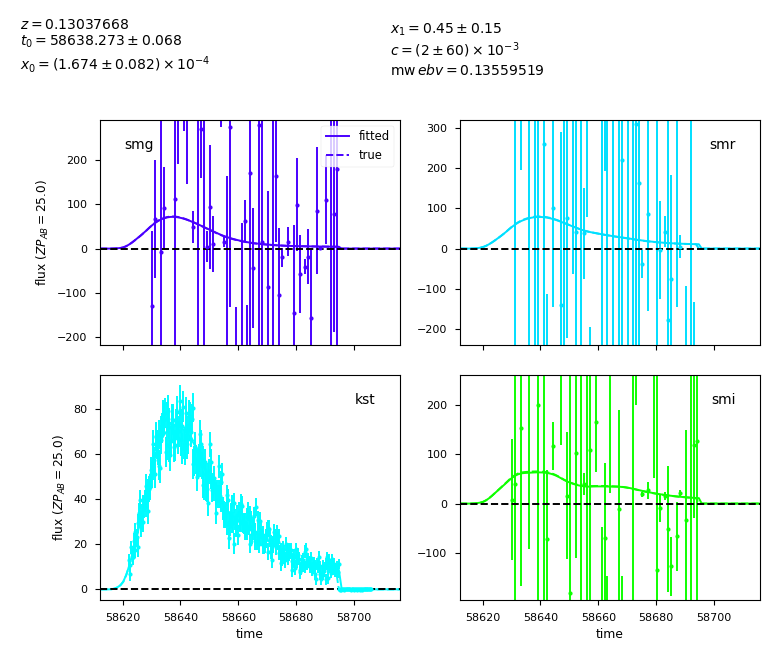 z = 0.13037668
t₀ = 58638.273 ± 0.068
x₀ = (1.674 ± 0.082) × 10⁻⁴
x₁ = 0.45 ± 0.15
c = (2 ± 60) × 10⁻³
mw ebv = 0.13559519
smg
fitted
true
200
100
0
−100
−200
flux (ZP_AB = 25.0)
smr
300
200
100
0
−100
−200
kst
80
60
40
20
0
flux (ZP_AB = 25.0)
58620 58640 58660 58680 58700
time
smi
200
100
0
−100
58620 58640 58660 58680 58700
time